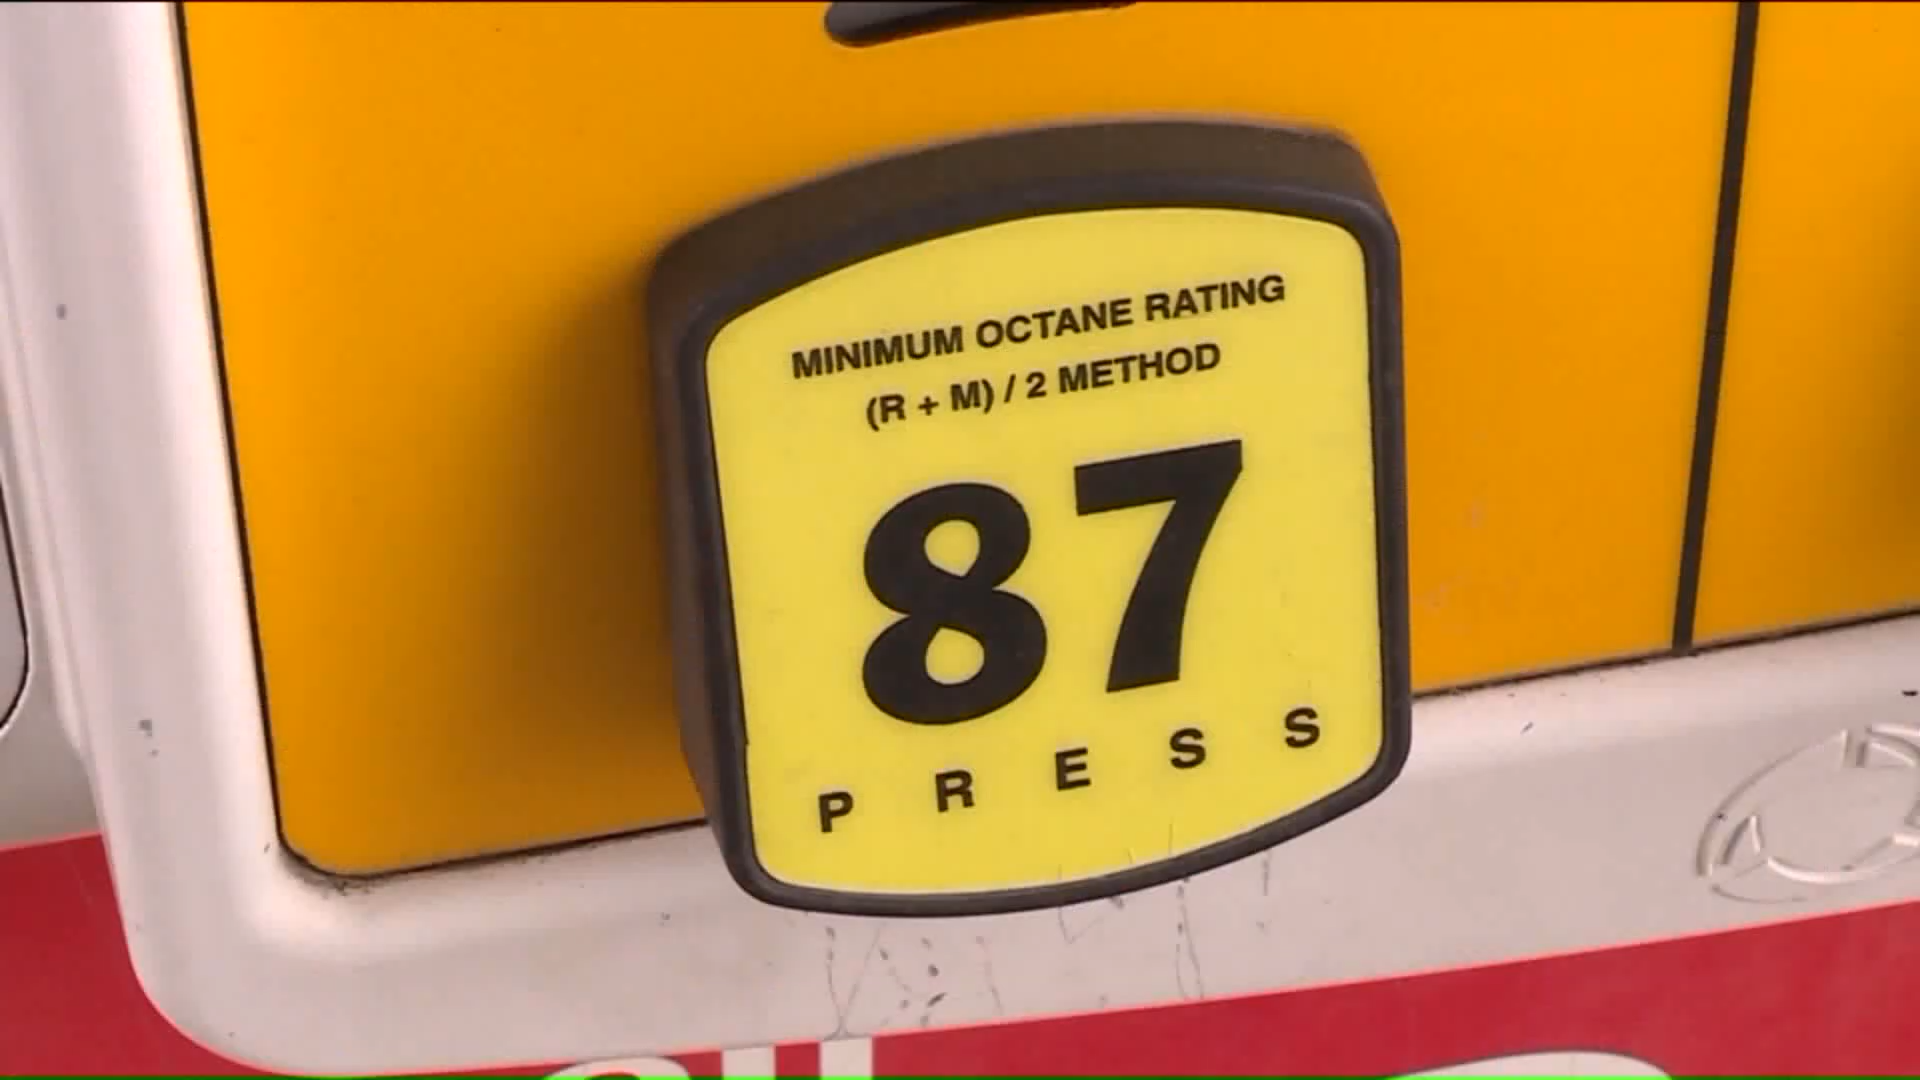 MINIMUM OCTANE RATING
(R + M) / 2 METHOD
87
PRESS